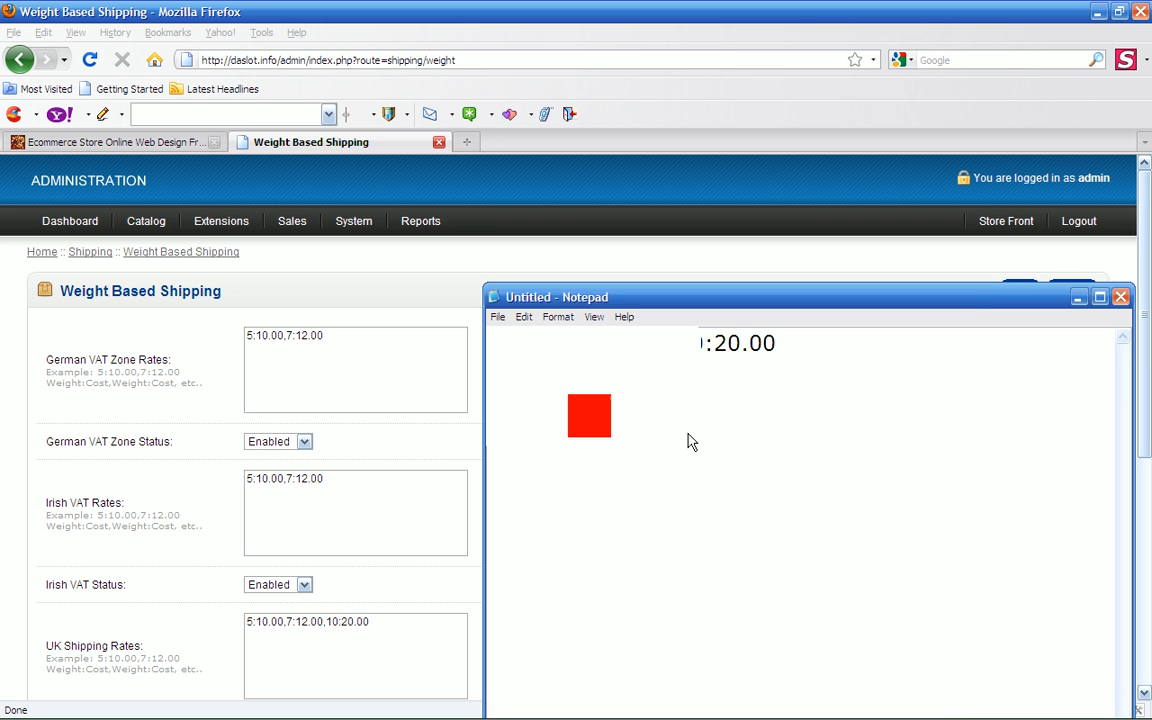 Weight Based Shipping - Mozilla Firefox
File Edit View History Bookmarks Yahoo! Tools Help
http://daslot.info/admin/index.php?route=shipping/weight
Google
S
Most Visited Getting Started Latest Headlines
Y!
Ecommerce Store Online Web Design Fr...
Weight Based Shipping
ADMINISTRATION
You are logged in as admin
Dashboard Catalog Extensions Sales System Reports Store Front Logout
Home :: Shipping :: Weight Based Shipping
Weight Based Shipping
Untitled - Notepad
File Edit Format View Help
:20.00
German VAT Zone Rates:
Example: 5:10.00,7:12.00
Weight:Cost,Weight:Cost, etc..
5:10.00,7:12.00
German VAT Zone Status:
Enabled
Irish VAT Rates:
Example: 5:10.00,7:12.00
Weight:Cost,Weight:Cost, etc..
5:10.00,7:12.00
Irish VAT Status:
Enabled
UK Shipping Rates:
Example: 5:10.00,7:12.00
Weight:Cost,Weight:Cost, etc..
5:10.00,7:12.00,10:20.00
Done